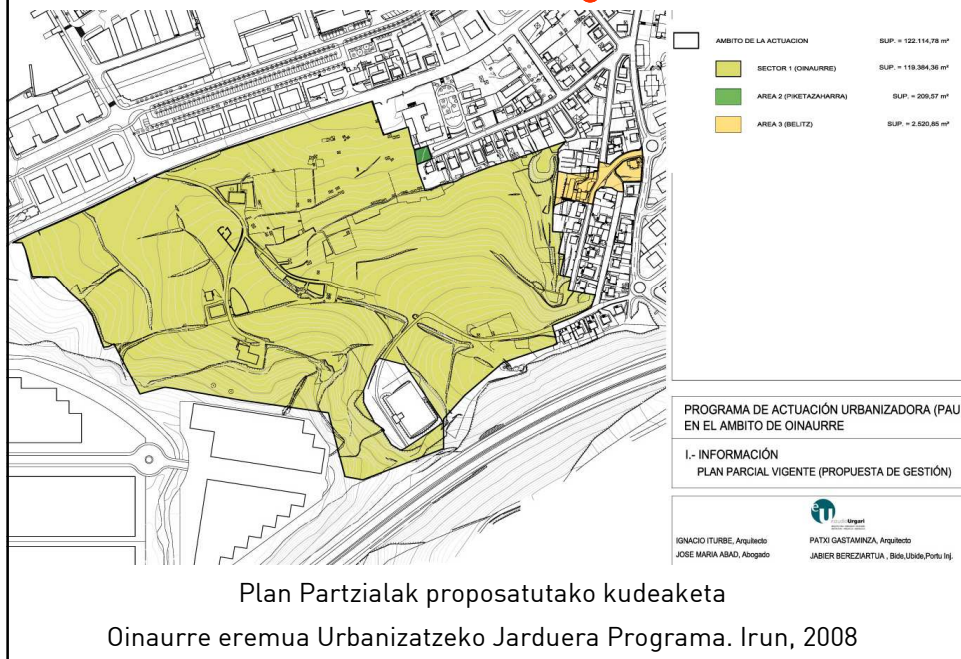 AMBITO DE LA ACTUACION SUP. = 122.114,78 m²
SECTOR 1 (OINAURRE) SUP. = 119.384,36 m²
AREA 2 (PIKETAZAHARRA) SUP. = 209,57 m²
AREA 3 (BELITZ) SUP. = 2.520,85 m²
PROGRAMA DE ACTUACIÓN URBANIZADORA (PAU
EN EL AMBITO DE OINAURRE
I.- INFORMACIÓN
PLAN PARCIAL VIGENTE (PROPUESTA DE GESTIÓN)
eu
estudioUrgari
IGNACIO ITURBE, Arquitecto PATXI GASTAMINZA, Arquitecto
JOSE MARIA ABAD, Abogado JABIER BEREZIARTUA , Bide,Ubide,Portu Inj.
Plan Partzialak proposatutako kudeaketa
Oinaurre eremua Urbanizatzeko Jarduera Programa. Irun, 2008